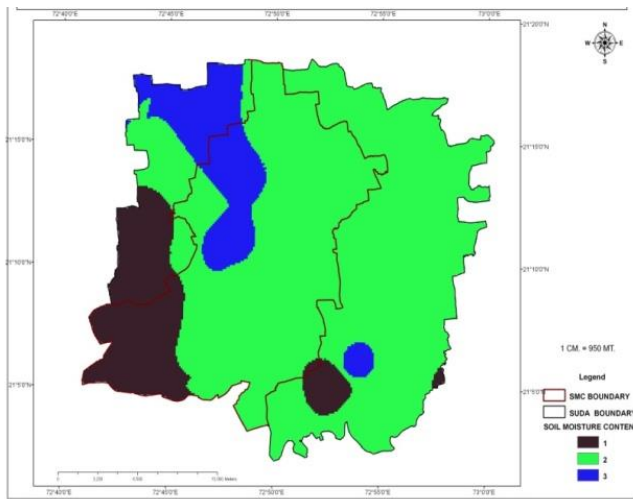 72°40'0"E 72°45'0"E 72°50'0"E 72°55'0"E 73°0'0"E
21°20'0"N
N
W E
S
21°15'0"N 21°15'0"N
21°10'0"N 21°10'0"N
1 CM. = 950 MT.
21°5'0"N 21°5'0"N
Legend
SMC BOUNDARY
SUDA BOUNDARY
SOIL MOISTURE CONTEN
1
2
3
72°40'0"E 72°45'0"E 72°50'0"E 72°55'0"E 73°0'0"E